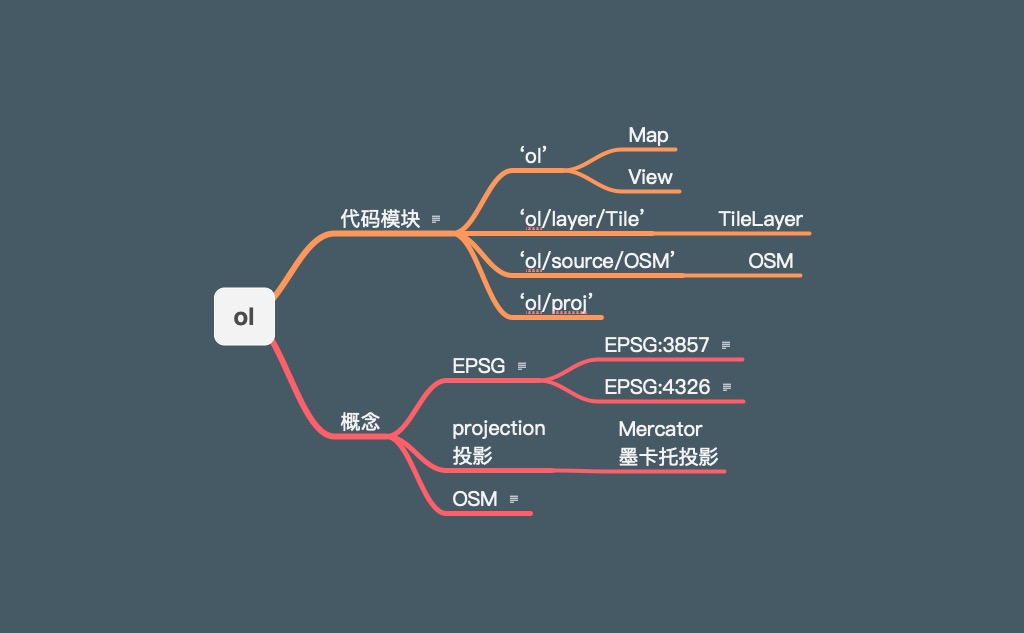 ol
代码模块
‘ol’
Map
View
‘ol/layer/Tile’
TileLayer
‘ol/source/OSM’
OSM
‘ol/proj’
概念
EPSG
EPSG:3857
EPSG:4326
projection
投影
Mercator
墨卡托投影
OSM